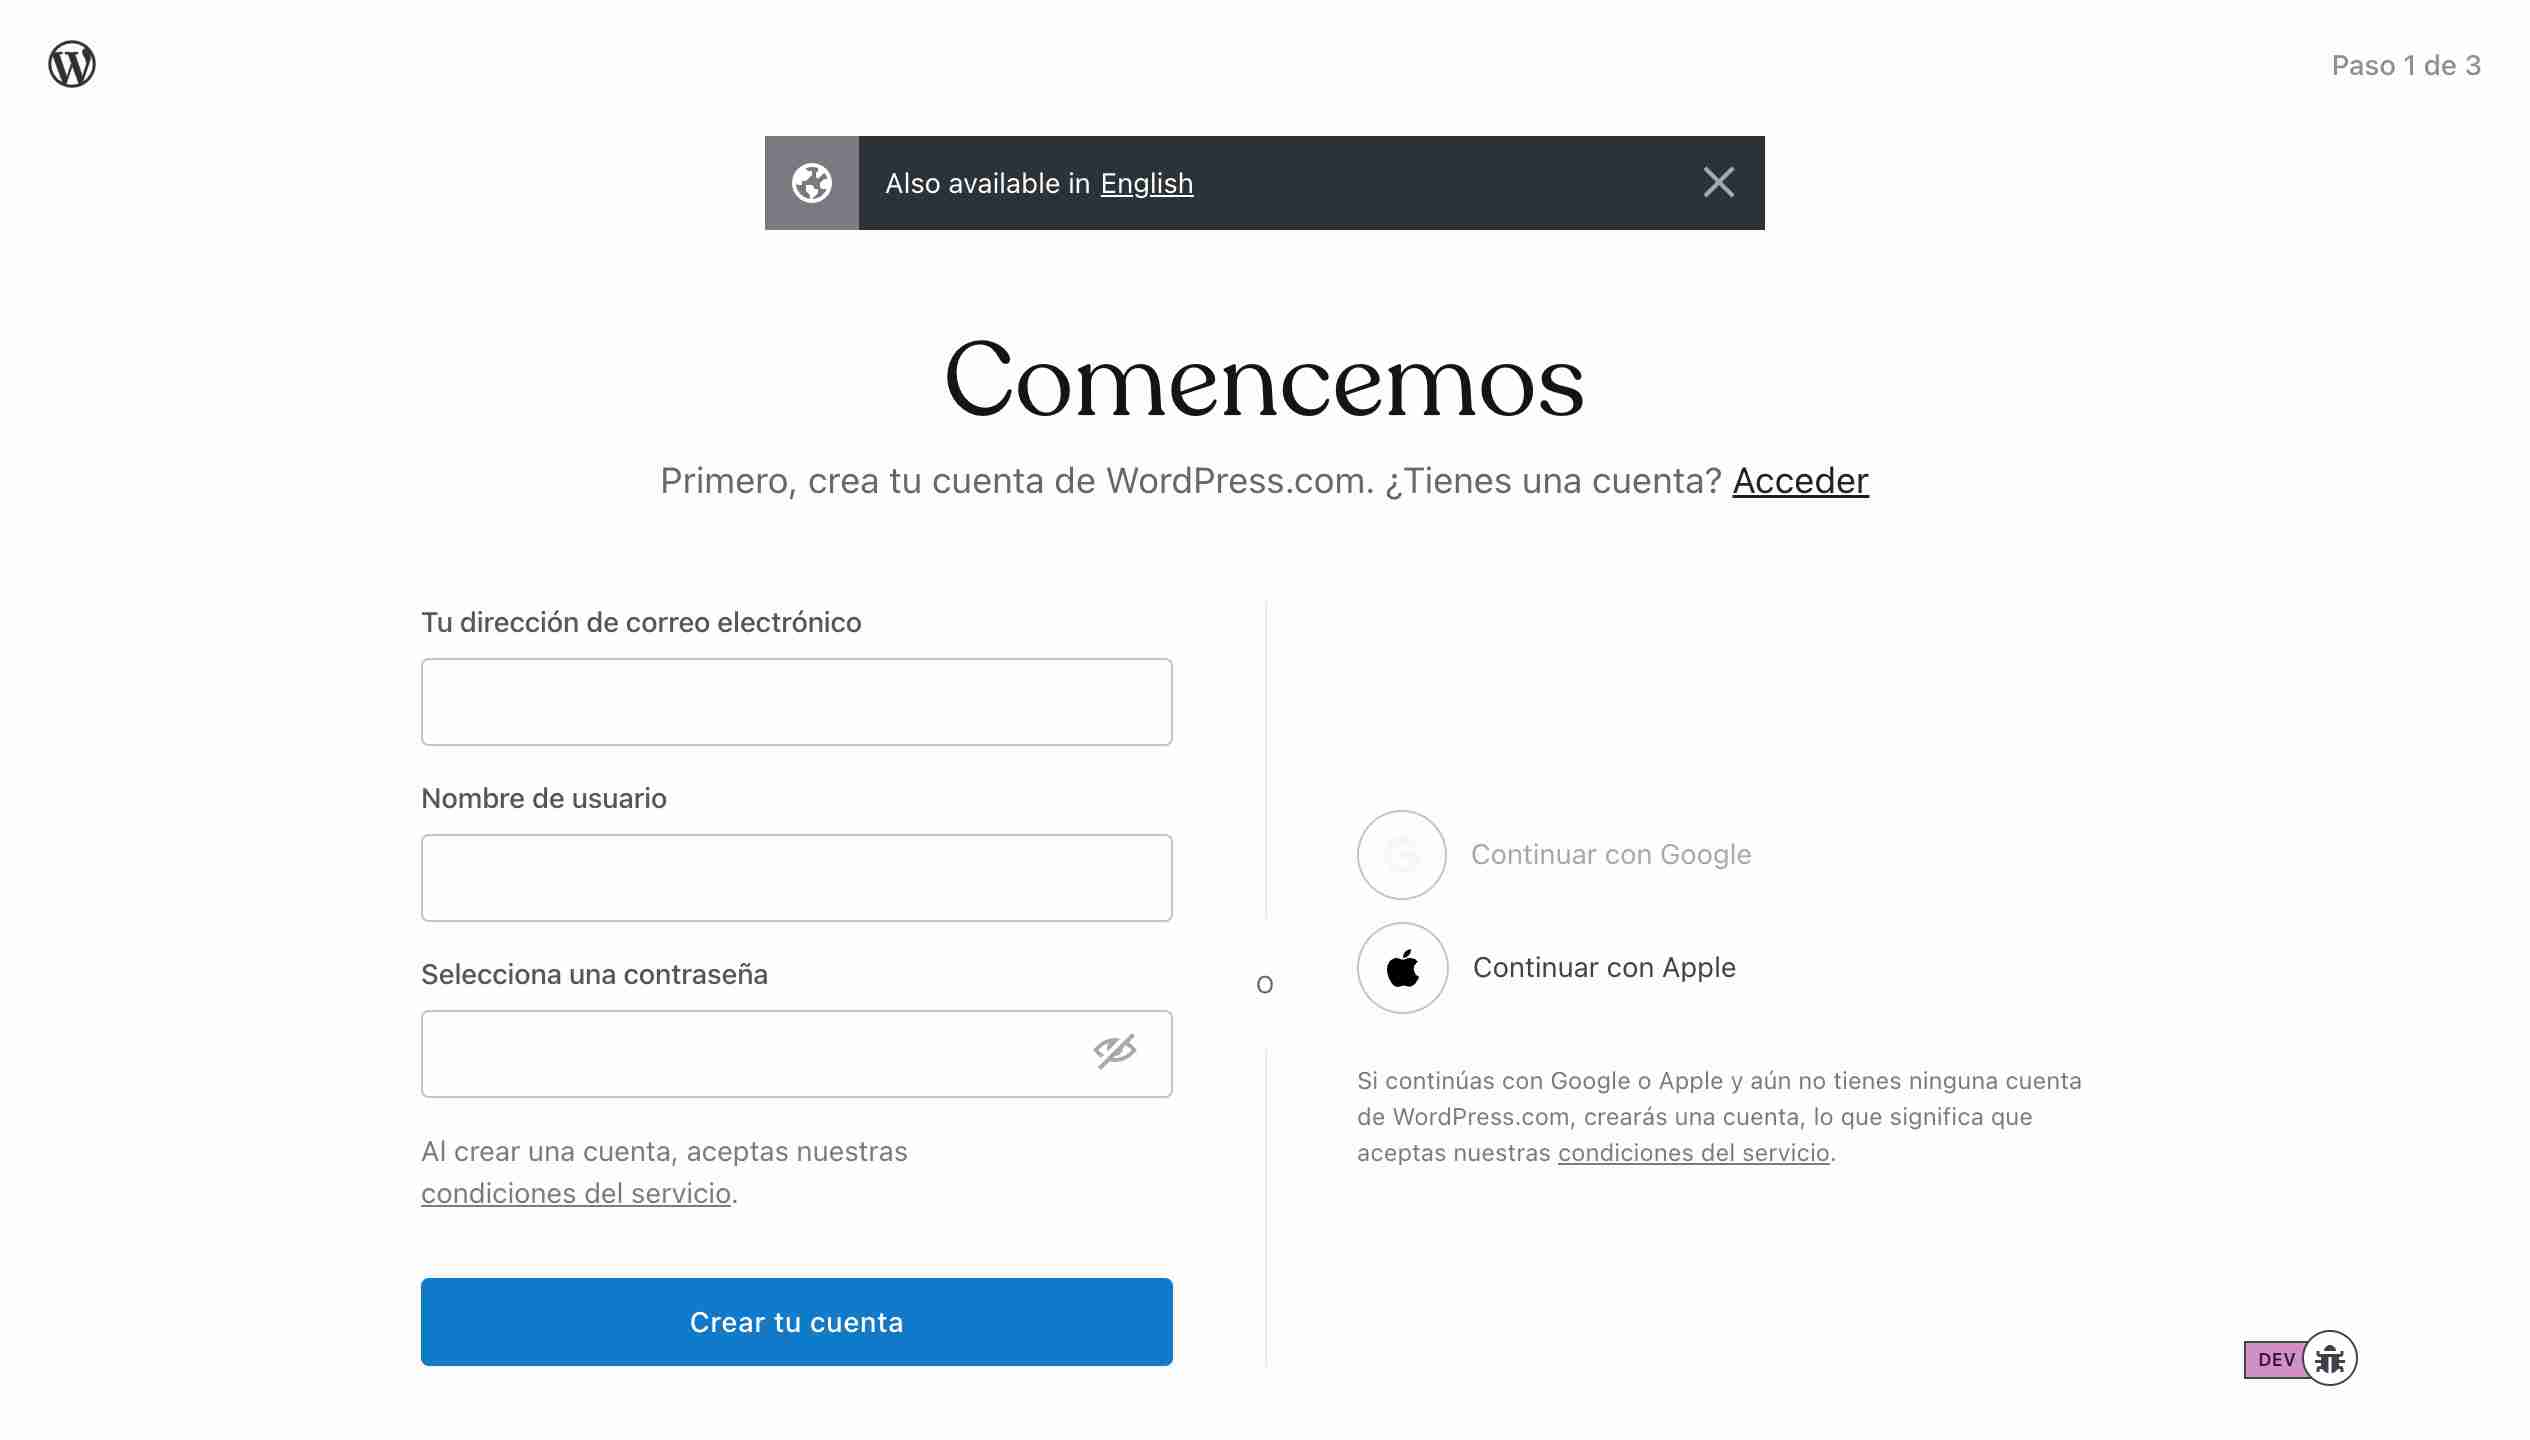 Paso 1 de 3
Also available in English
Comencemos
Primero, crea tu cuenta de WordPress.com. ¿Tienes una cuenta? Acceder
Tu dirección de correo electrónico
Nombre de usuario
Selecciona una contraseña
Al crear una cuenta, aceptas nuestras
condiciones del servicio.
Crear tu cuenta
O
Continuar con Google
Continuar con Apple
Si continúas con Google o Apple y aún no tienes ninguna cuenta
de WordPress.com, crearás una cuenta, lo que significa que
aceptas nuestras condiciones del servicio.
DEV